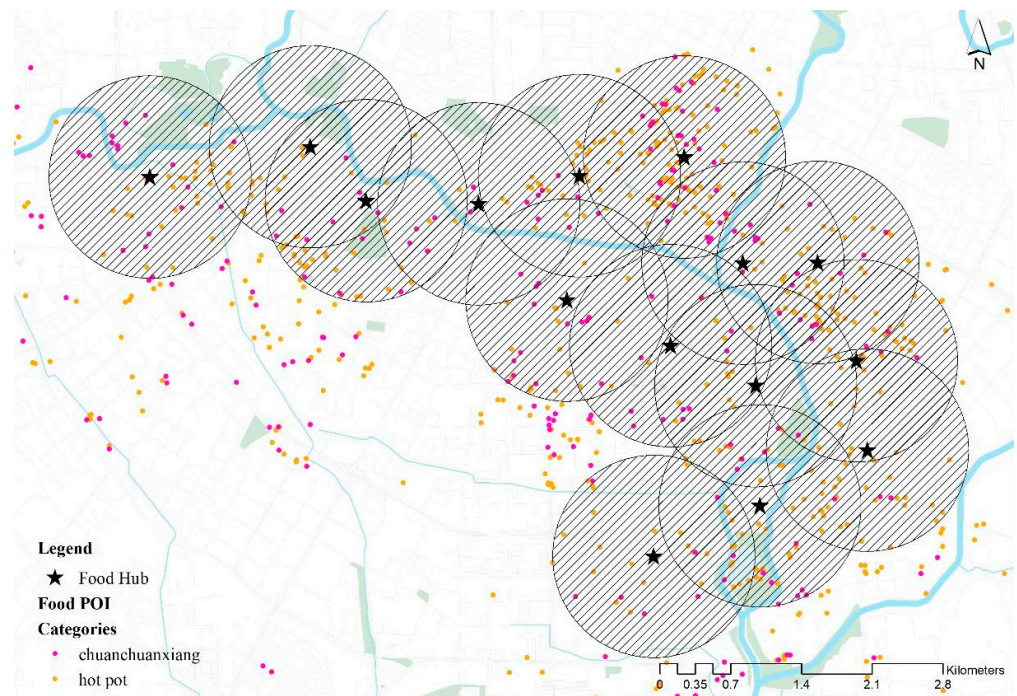 N
Legend
Food Hub
Food POI
Categories
chuanchuanxiang
hot pot
Kilometers
0 0.35 0.7 1.4 2.1 2.8